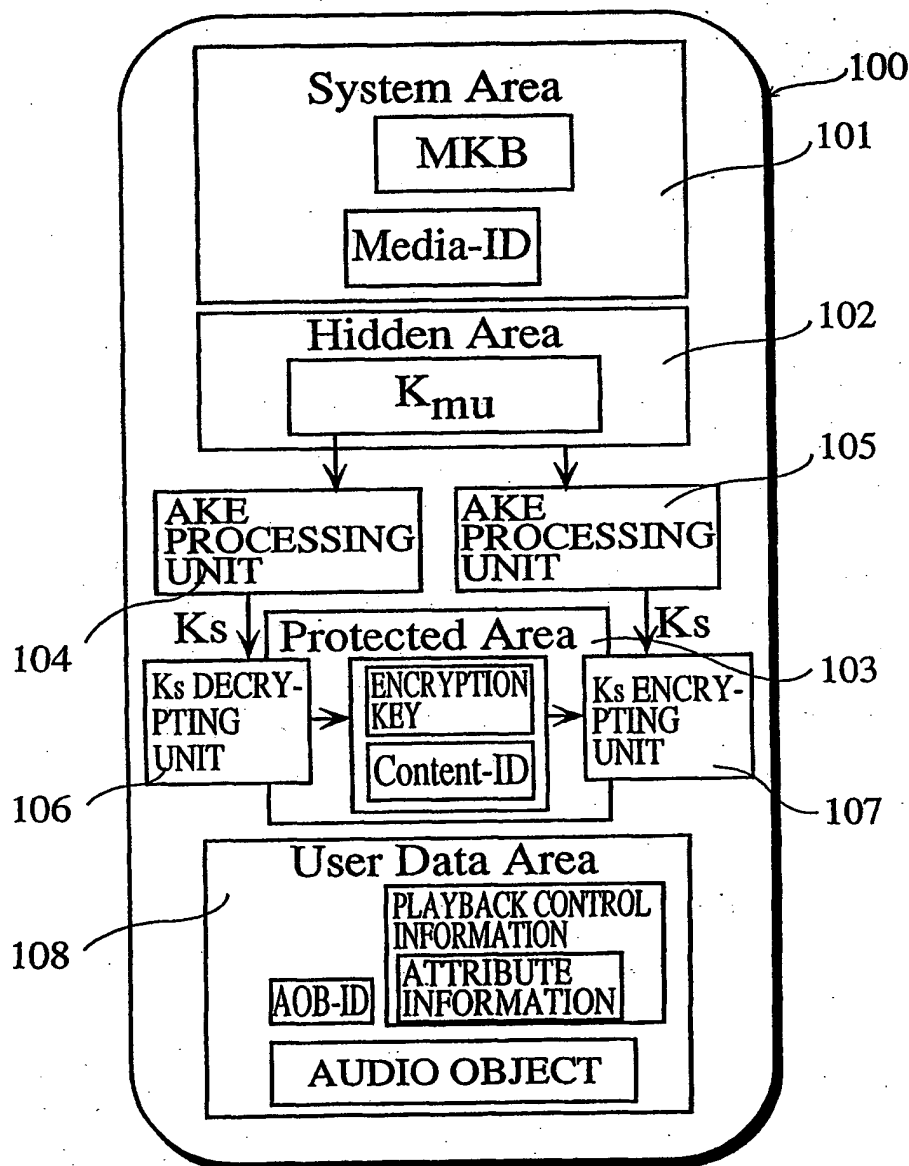 100
System Area
MKB
Media-ID
101
Hidden Area
K_mu
102
AKE
PROCESSING
UNIT
104
AKE
PROCESSING
UNIT
105
Ks
Ks
Protected Area
103
Ks DECRY-
PTING
UNIT
106
ENCRYPTION
KEY
Content-ID
Ks ENCRY-
PTING
UNIT
107
User Data Area
108
PLAYBACK CONTROL
INFORMATION
ATTRIBUTE
INFORMATION
AOB-ID
AUDIO OBJECT